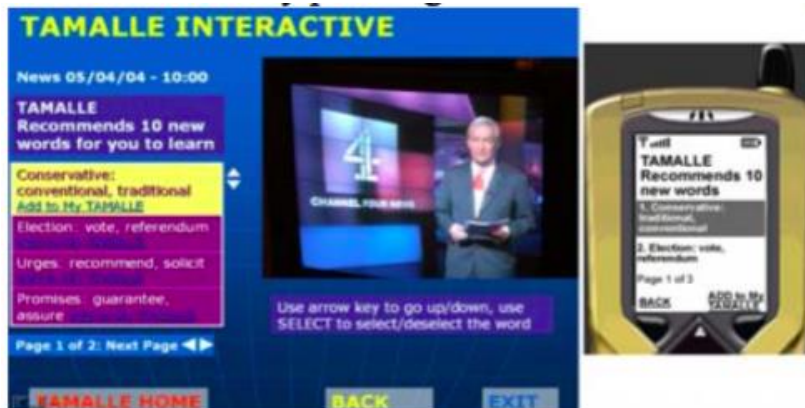 TAMALLE INTERACTIVE
News 05/04/04 - 10:00
TAMALLE
Recommends 10 new
words for you to learn
Conservative:
conventional, traditional
Add to My TAMALLE
Election: vote, referendum
Urges: recommend, solicit
Promises: guarantee,
assure
Page 1 of 2: Next Page
4
CHANNEL FOUR NEWS
Use arrow key to go up/down, use
SELECT to select/deselect the word
TAMALLE HOME
BACK
EXIT
TAMALLE
Recommends 10
new words
1. Conservative:
traditional,
conventional
2. Election: vote,
referendum
Page 1 of 3
BACK
ADD to My
TAMALLE